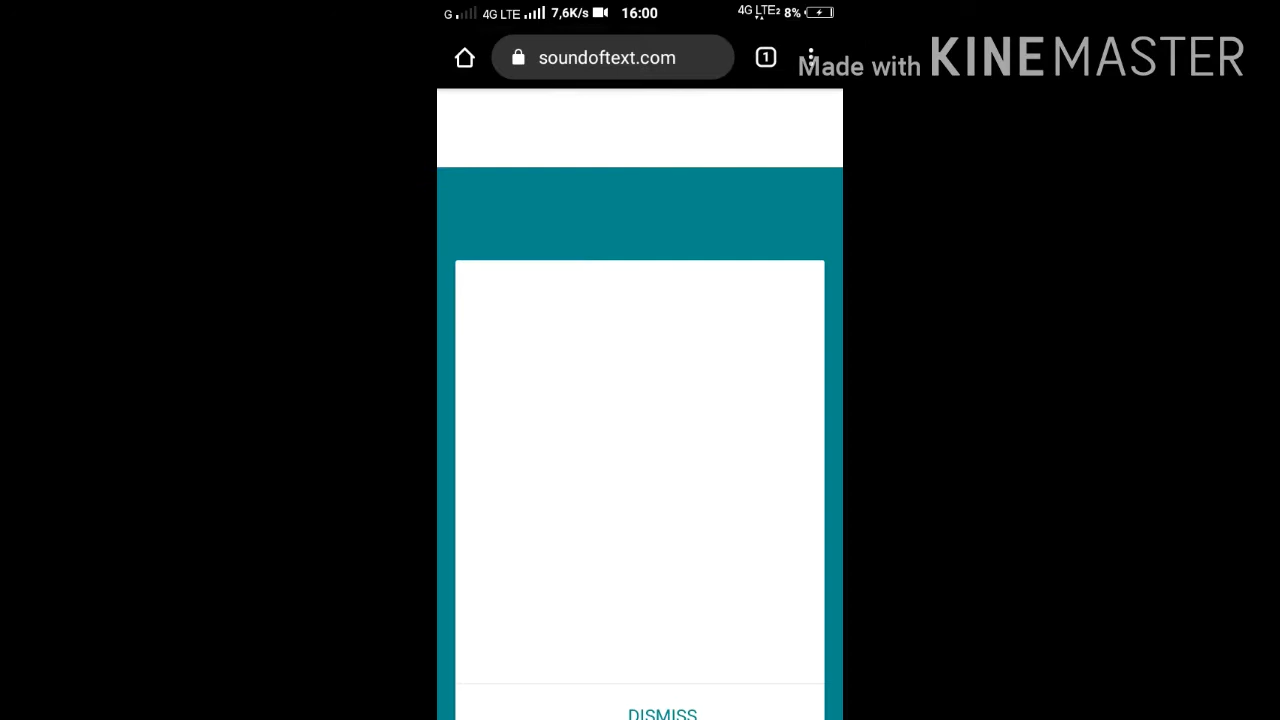 G 4G LTE 7,6K/s 16:00 4G LTE2 8%
soundoftext.com 1
Made with KINEMASTER
DISMISS